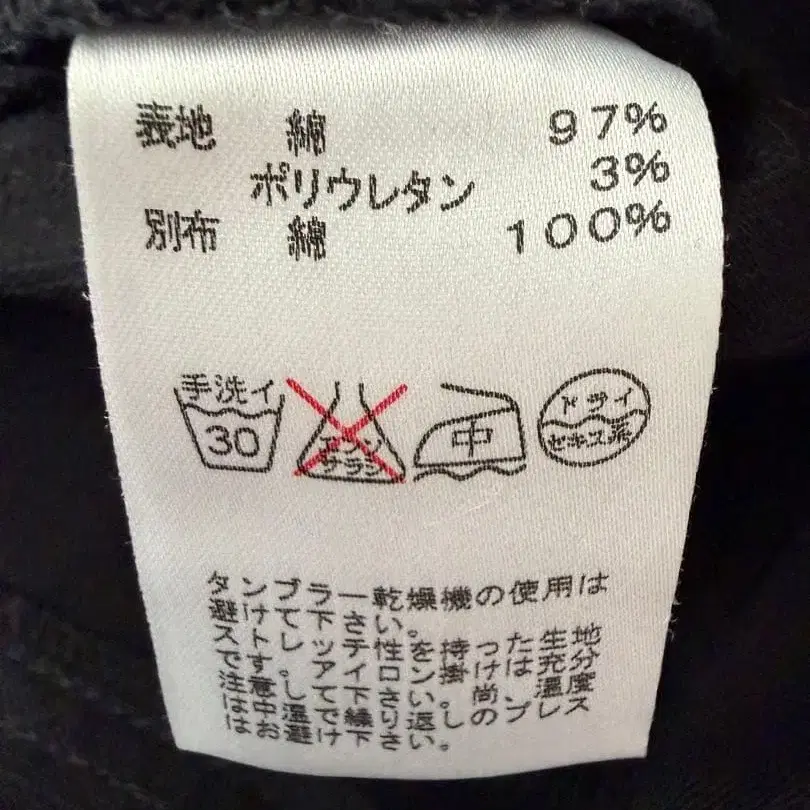 表地 綿 97%
ポリウレタン 3%
別布 綿 100%
手洗イ
30
エンソ
サラシ
中
ドライ
セキユ系
タンブラー乾燥機の使用は
避けて下さい。
ストレッチ性を持った生地
です。アイロン掛けは充分
注意して下さい。尚、温度
は中温で繰り返しのプレス
はお避け下さい。